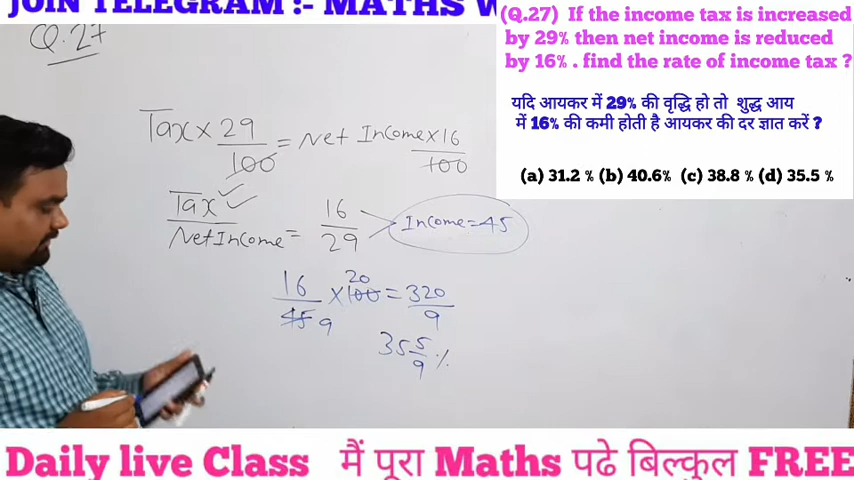 JOIN TELEGRAM :- MATHS W
(Q.27) If the income tax is increased
by 29% then net income is reduced
by 16% . find the rate of income tax ?
यदि आयकर में 29% की वृद्धि हो तो शुद्ध आय
में 16% की कमी होती है आयकर की दर ज्ञात करें ?
(a) 31.2 % (b) 40.6% (c) 38.8 % (d) 35.5 %
Q.27
Tax × 29/100 = Net Income × 16/100
Tax/Net Income = 16/29 Income = 45
16/45 9 × 100 20 = 320/9
35 5/9 %
Daily live Class में पूरा Maths पढे बिल्कुल FREE